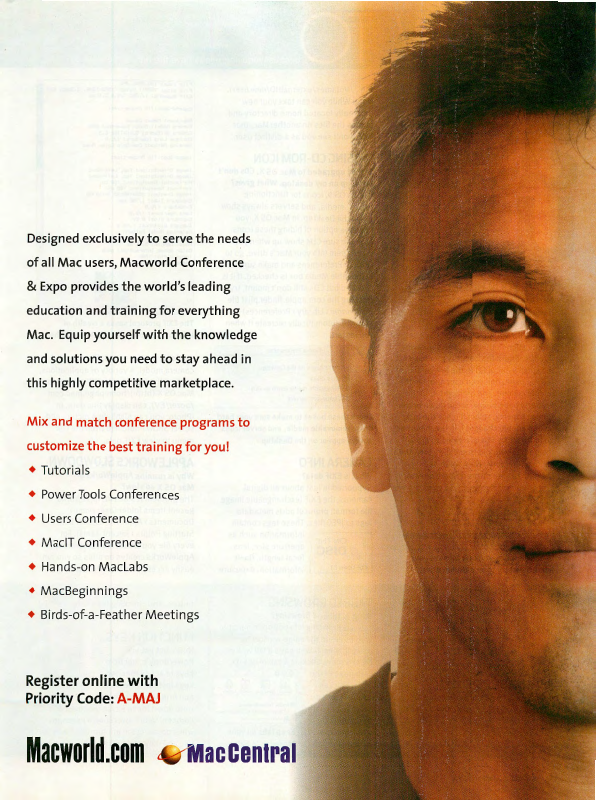 Designed exclusively to serve the needs
of all Mac users, Macworld Conference
& Expo provides the world's leading
education and training for everything
Mac. Equip yourself with the knowledge
and solutions you need to stay ahead in
this highly competitive marketplace.
Mix and match conference programs to
customize the best training for you!
◆ Tutorials
◆ Power Tools Conferences
◆ Users Conference
◆ MacIT Conference
◆ Hands-on MacLabs
◆ MacBeginnings
◆ Birds-of-a-Feather Meetings
Register online with
Priority Code: A-MAJ
Macworld.com MacCentral